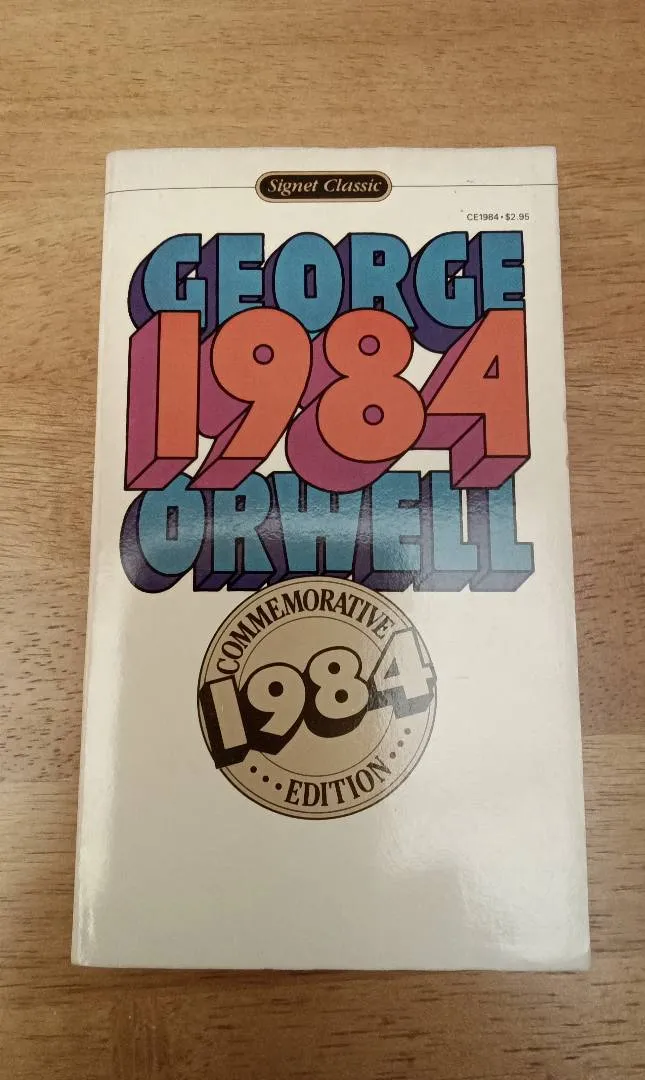 Signet Classic
CE1984 • $2.95
GEORGE
1984
ORWELL
COMMEMORATIVE
1984
...EDITION...